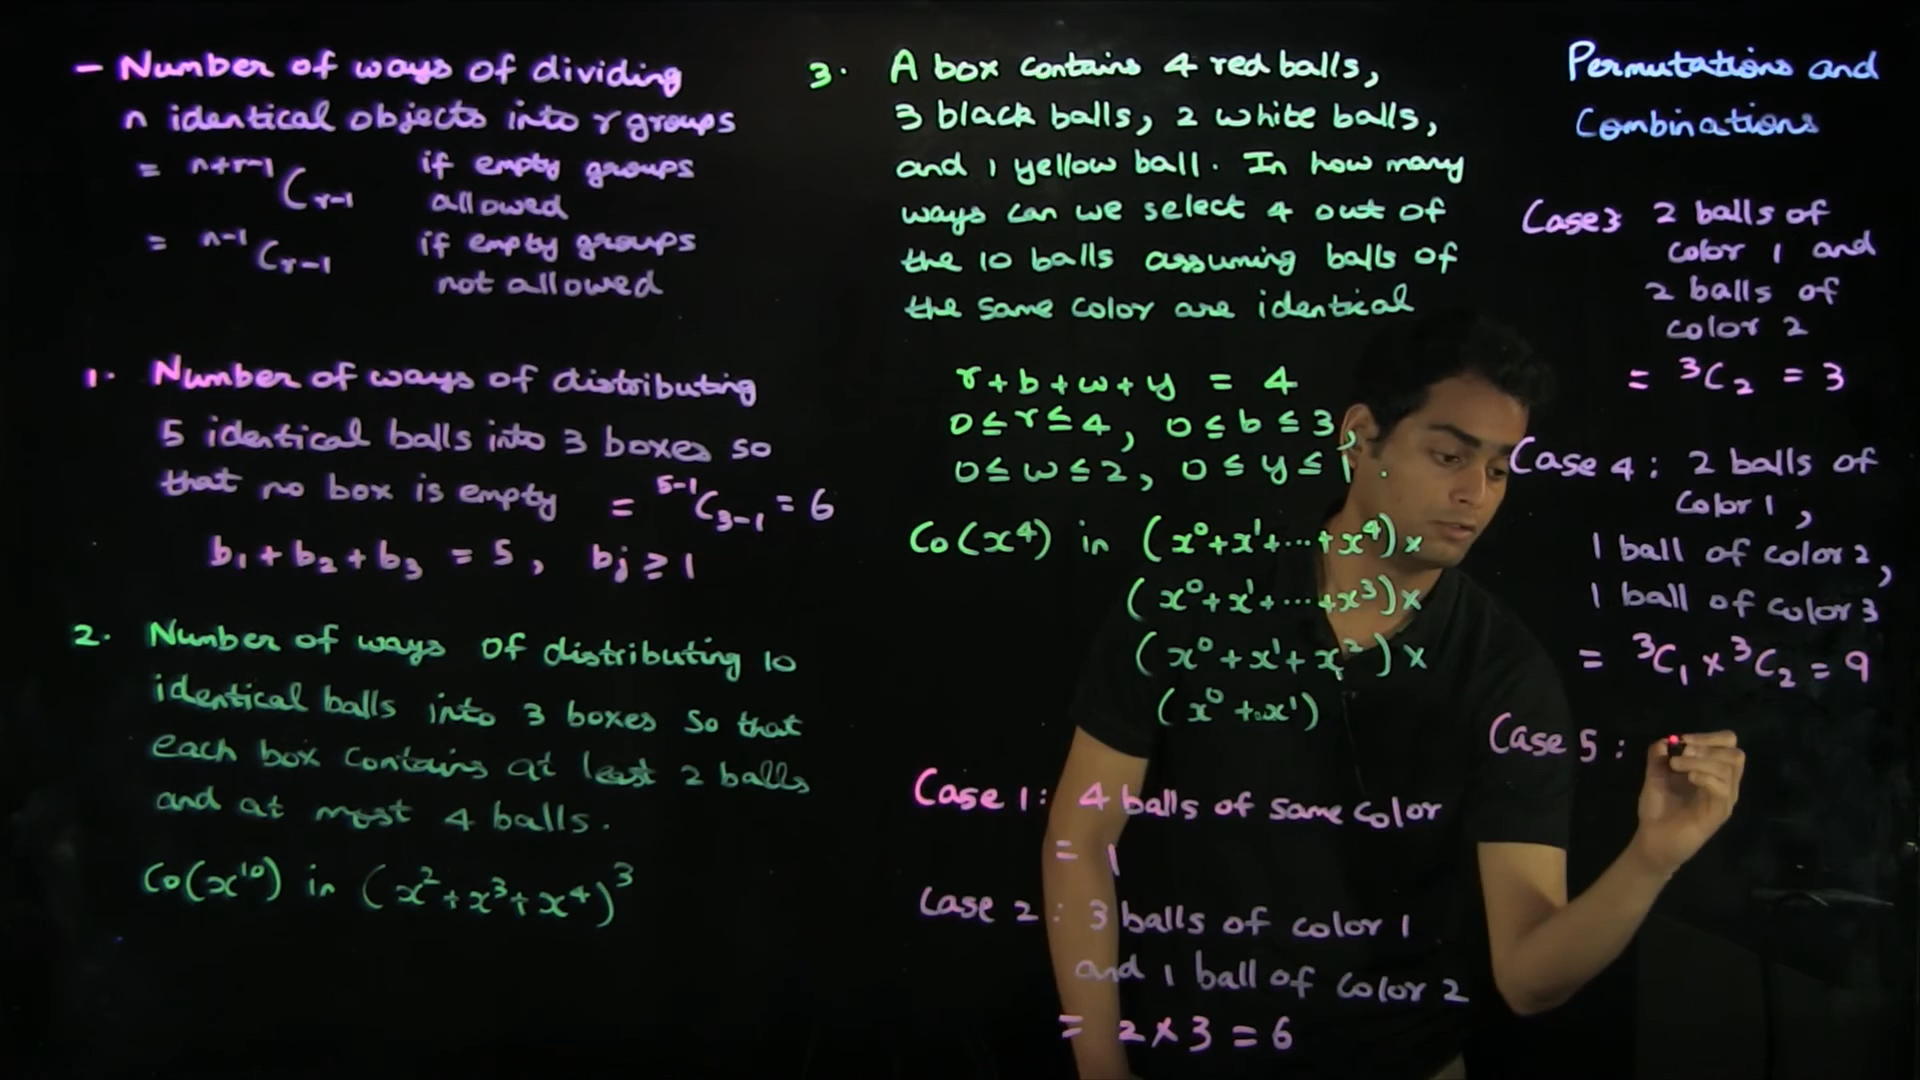 - Number of ways of dividing
n identical objects into r groups
= ⁿ⁺ʳ⁻¹Cᵣ₋₁ if empty groups allowed
= ⁿ⁻¹Cᵣ₋₁ if empty groups not allowed
1. Number of ways of distributing
5 identical balls into 3 boxes so
that no box is empty = ⁵⁻¹C₃₋₁ = 6
b₁ + b₂ + b₃ = 5, bⱼ ≥ 1
2. Number of ways of distributing 10
identical balls into 3 boxes so that
each box contains at least 2 balls
and at most 4 balls.
Co(x¹⁰) in (x² + x³ + x⁴)³
3. A box contains 4 red balls,
3 black balls, 2 white balls,
and 1 yellow ball. In how many
ways can we select 4 out of
the 10 balls assuming balls of
the same color are identical
r + b + w + y = 4
0 ≤ r ≤ 4, 0 ≤ b ≤ 3,
0 ≤ w ≤ 2, 0 ≤ y ≤ 1.
Co(x⁴) in (x⁰ + x¹ + ... + x⁴) ×
(x⁰ + x¹ + ... + x³) ×
(x⁰ + x¹ + x²) ×
(x⁰ + x¹)
Case 1: 4 balls of same color
= 1
Case 2: 3 balls of color 1
and 1 ball of color 2
= 2 × 3 = 6
Permutations and
Combinations
Case 3 2 balls of
color 1 and
2 balls of
color 2
= ³C₂ = 3
Case 4: 2 balls of
color 1,
1 ball of color 2,
1 ball of color 3
= ³C₁ × ³C₂ = 9
Case 5: